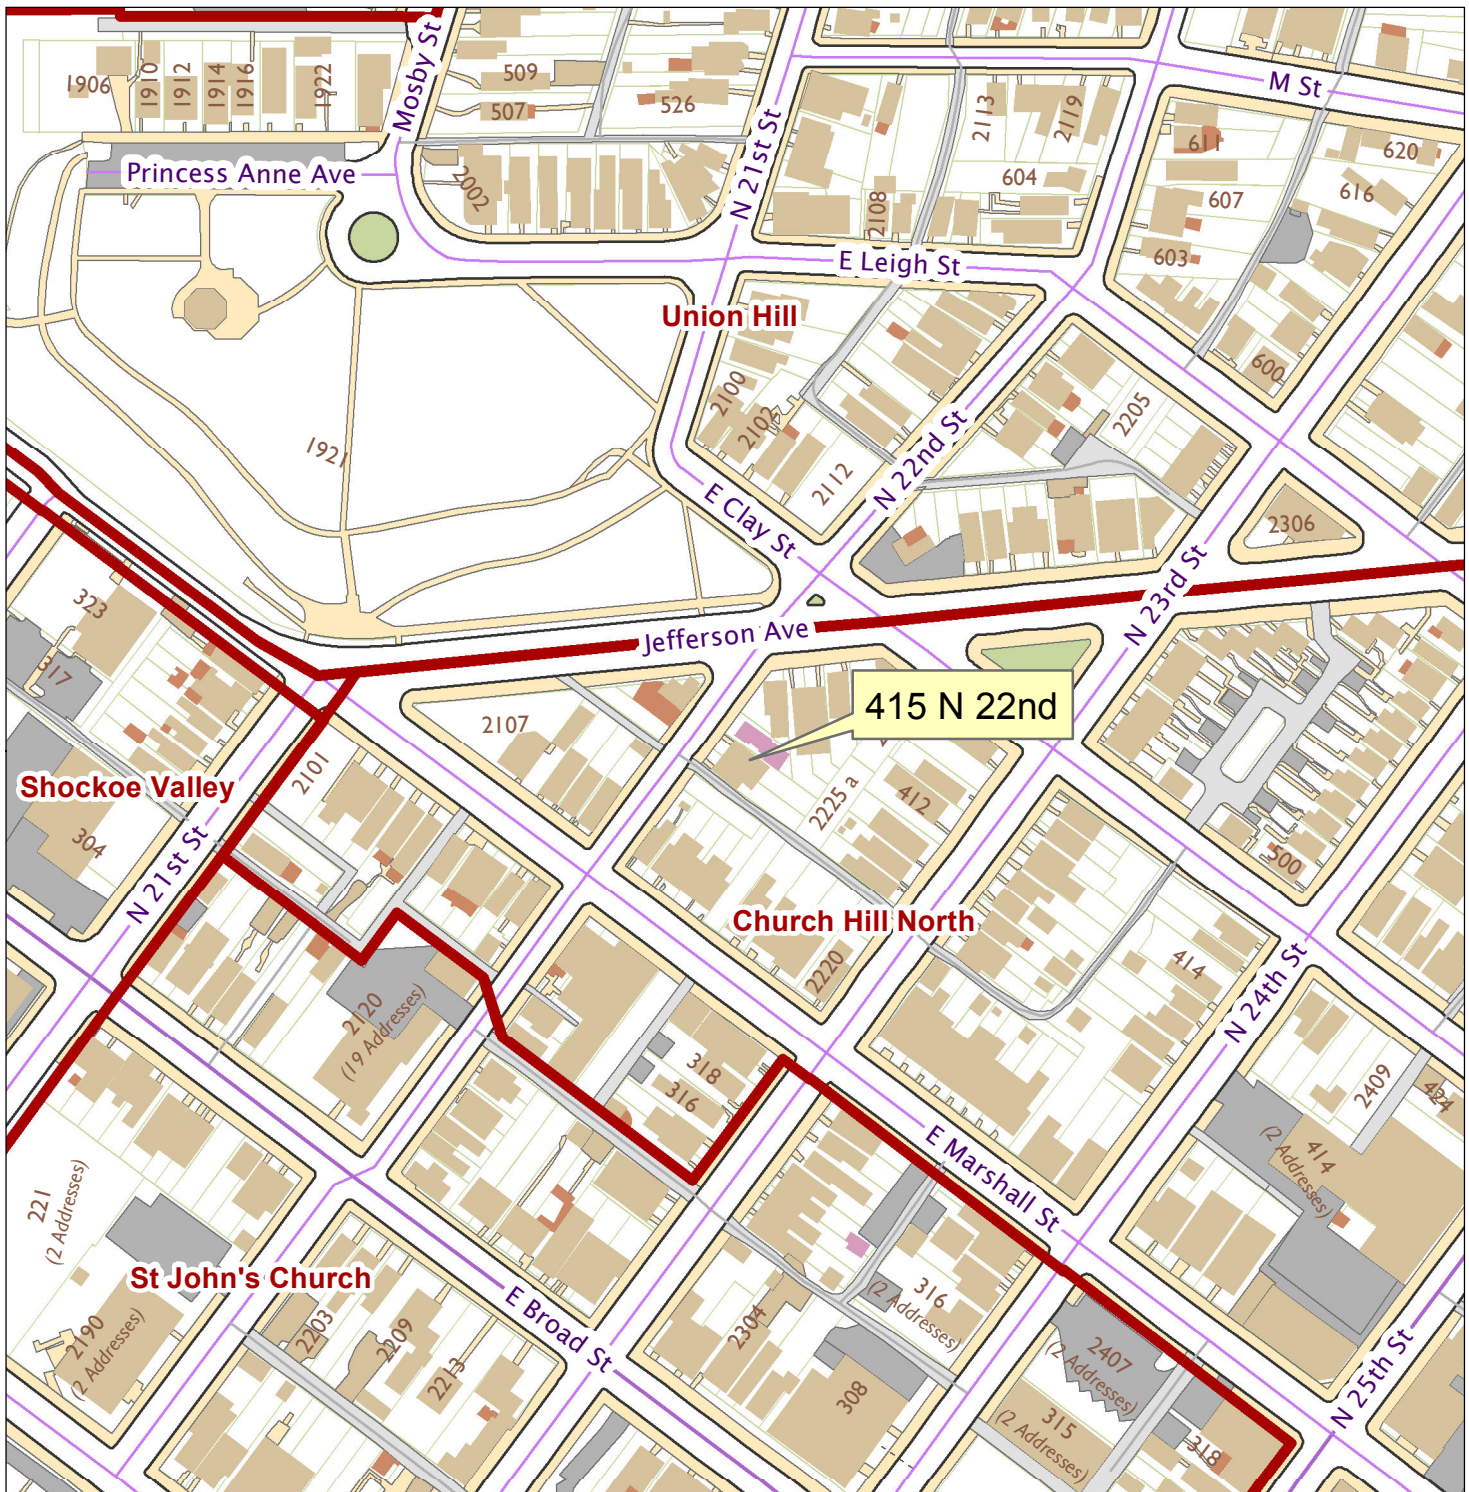 Mosby St
1906
1910
1912
1914
1916
1922
509
507
526
2113
2119
M St
611
620
Princess Anne Ave
2002
N 21st St
2108
604
607
616
603
E Leigh St
Union Hill
2100
2102
2112
N 22nd St
2205
600
1921
E Clay St
2306
N 23rd St
323
317
Jefferson Ave
415 N 22nd
2107
Shockoe Valley
2101
2225 a
412
304
N 21st St
500
Church Hill North
2220
414
N 24th St
2120
(19 Addresses)
318
316
2409
424
E Marshall St
414
(2 Addresses)
221
(2 Addresses)
St John's Church
E Broad St
316
(2 Addresses)
2304
2190
(2 Addresses)
2203
2209
2213
308
2407
(2 Addresses)
315
(2 Addresses)
318
N 25th St